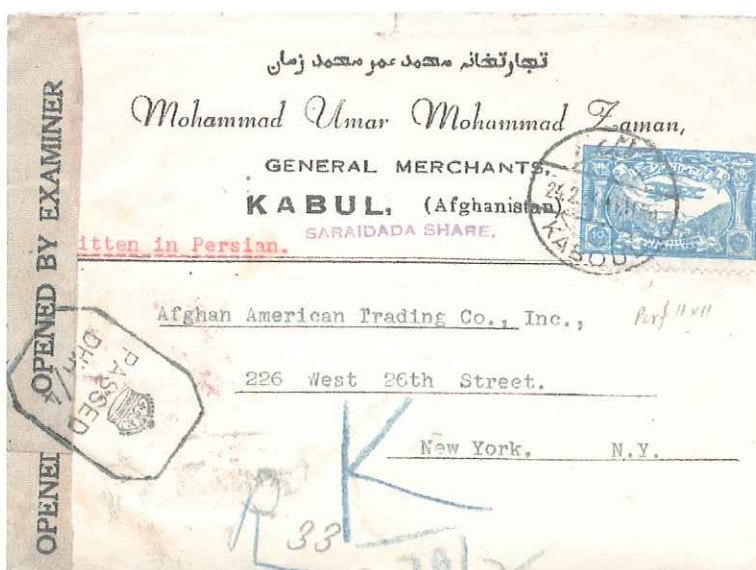 تجارتخانه محمد عمر محمد زمان
Mohammad Umar Mohammad Zaman,
GENERAL MERCHANTS,
KABUL, (Afghanistan)
SARAIDADA SHARE.
itten in Persian.
KABOUL
Afghan American Trading Co., Inc.,
Perf 11x11
226 West 26th Street.
New York, N.Y.
OPENED BY EXAMINER
OPENED
PASSED
DHA/4
K
R
33